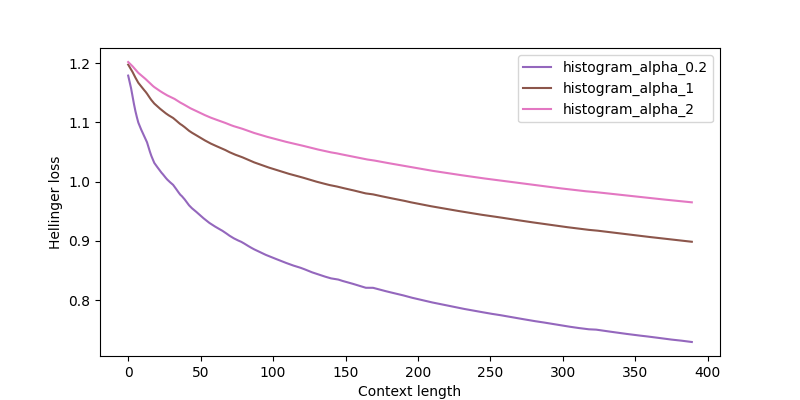 1.2
1.1
1.0
0.9
0.8
Hellinger loss
histogram_alpha_0.2
histogram_alpha_1
histogram_alpha_2
0 50 100 150 200 250 300 350 400
Context length